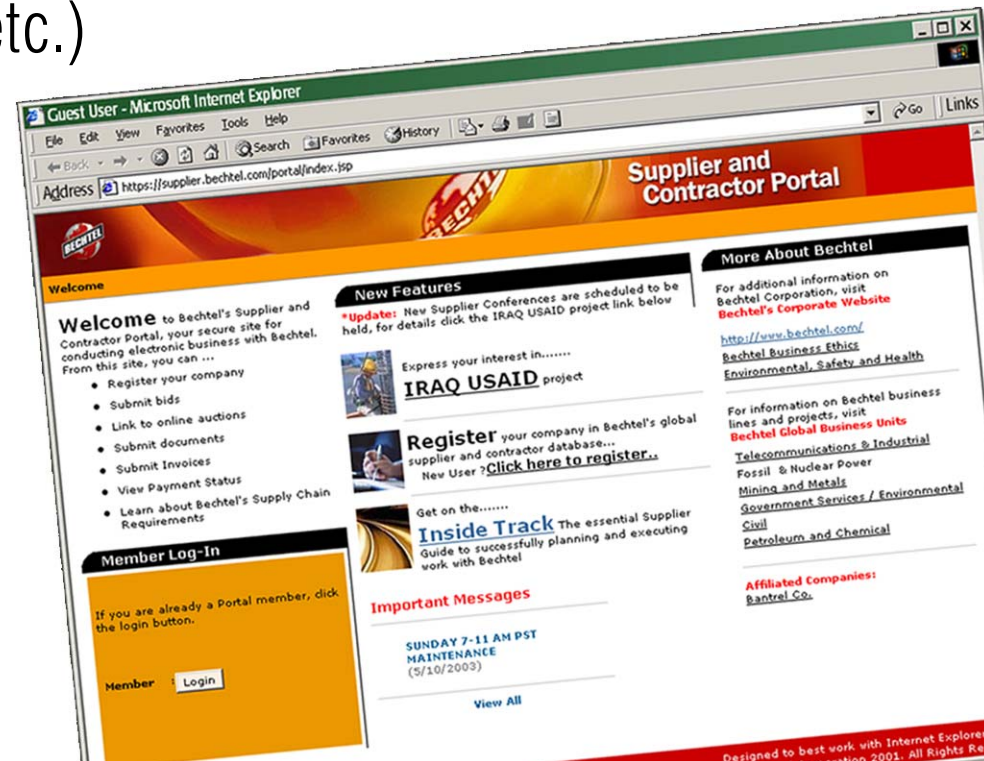 etc.)
Guest User - Microsoft Internet Explorer
File Edit View Favorites Tools Help
Back Search Favorites History
Address https://supplier.bechtel.com/portal/index.jsp Go Links
BECHTEL
BECHTEL
Supplier and
Contractor Portal
Welcome
Welcome to Bechtel's Supplier and
Contractor Portal, your secure site for
conducting electronic business with Bechtel.
From this site, you can ...
• Register your company
• Submit bids
• Link to online auctions
• Submit documents
• Submit Invoices
• View Payment Status
• Learn about Bechtel's Supply Chain
Requirements
Member Log-In
If you are already a Portal member, click
the login button.
Member : Login
New Features
*Update: New Supplier Conferences are scheduled to be
held, for details click the IRAQ USAID project link below
Express your interest in.......
IRAQ USAID project
Register your company in Bechtel's global
supplier and contractor database...
New User ?Click here to register..
Get on the.......
Inside Track The essential Supplier
Guide to successfully planning and executing
work with Bechtel
Important Messages
SUNDAY 7-11 AM PST
MAINTENANCE
(5/10/2003)
View All
More About Bechtel
For additional information on
Bechtel Corporation, visit
Bechtel's Corporate Website
http://www.bechtel.com/
Bechtel Business Ethics
Environmental, Safety and Health
For information on Bechtel business
lines and projects, visit
Bechtel Global Business Units
Telecommunications & Industrial
Fossil & Nuclear Power
Mining and Metals
Government Services / Environmental
Civil
Petroleum and Chemical
Affiliated Companies:
Bantrel Co.
Designed to best work with Internet Explorer
2001. All Rights Re